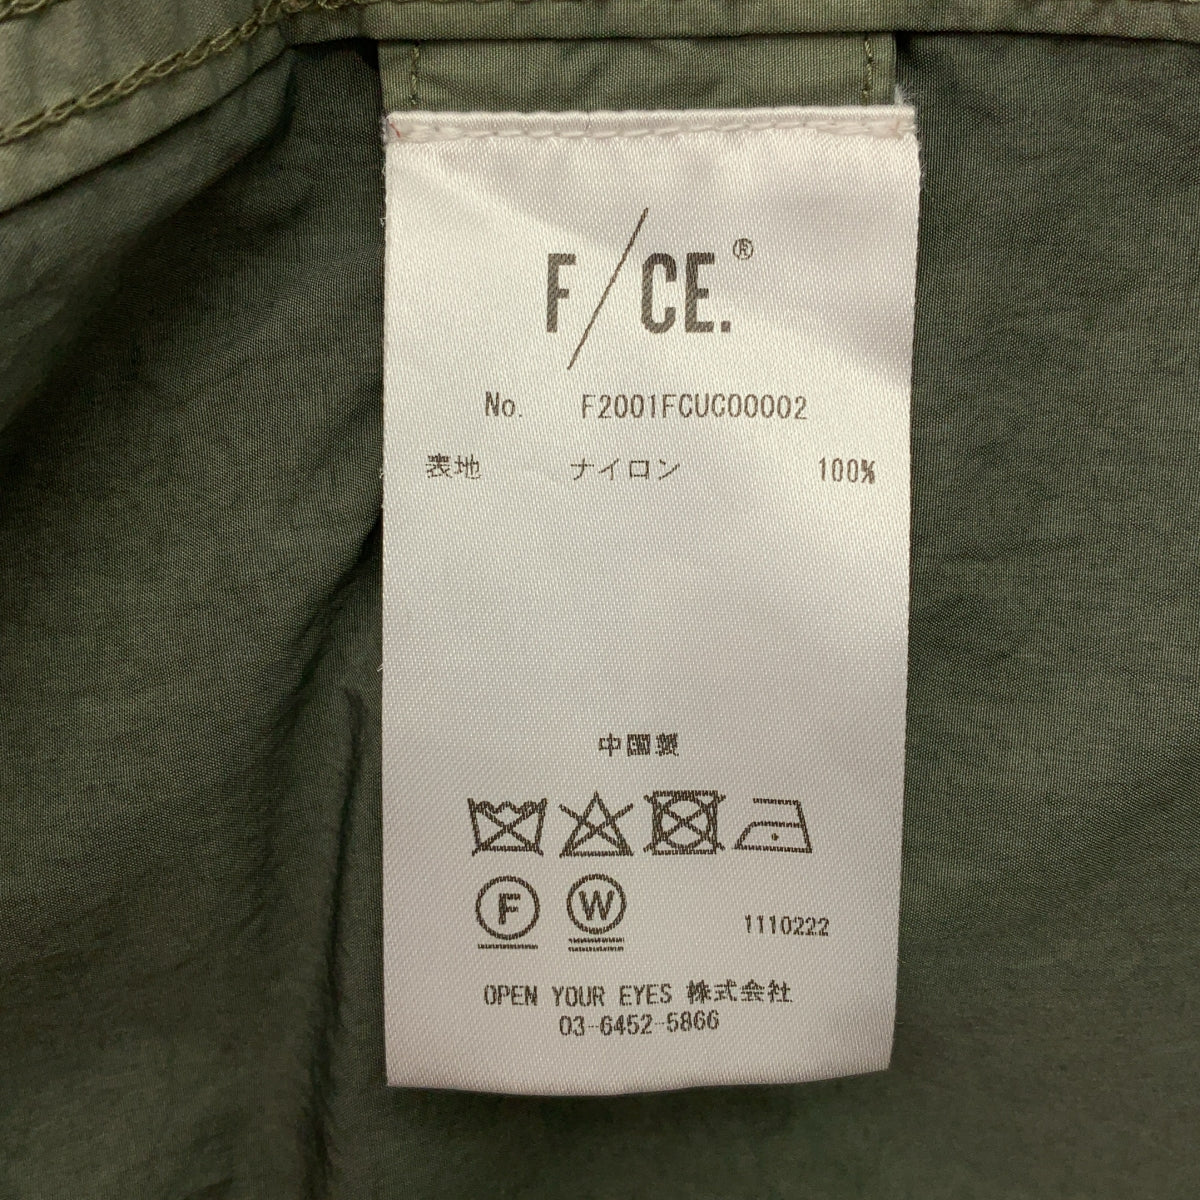 F/CE.®
No. F2001FCUC00002
表地 ナイロン 100%
中国製
F W
1110222
OPEN YOUR EYES 株式会社
03-6452-5866